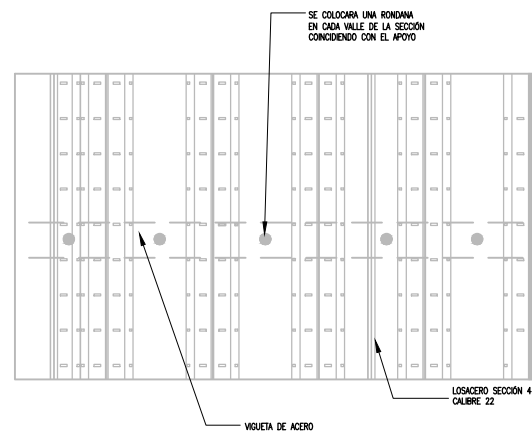 SE COLOCARA UNA RONDANA
EN CADA VALLE DE LA SECCIÓN
COINCIDIENDO CON EL APOYO
LOSACERO SECCIÓN 4
CALIBRE 22
VIGUETA DE ACERO